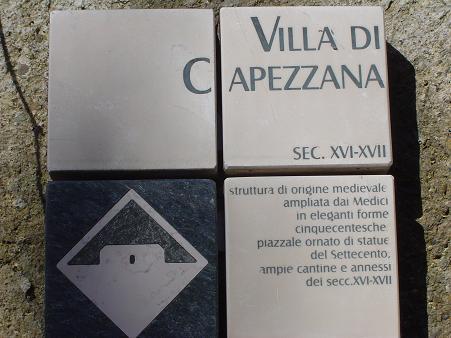 VILLA DI
CAPEZZANA
SEC. XVI-XVII
struttura di origine medievale
ampliata dai Medici
in eleganti forme
cinquecentesche;
piazzale ornato di statue
del Settecento,
ampie cantine e annessi
dei secc.XVI-XVII